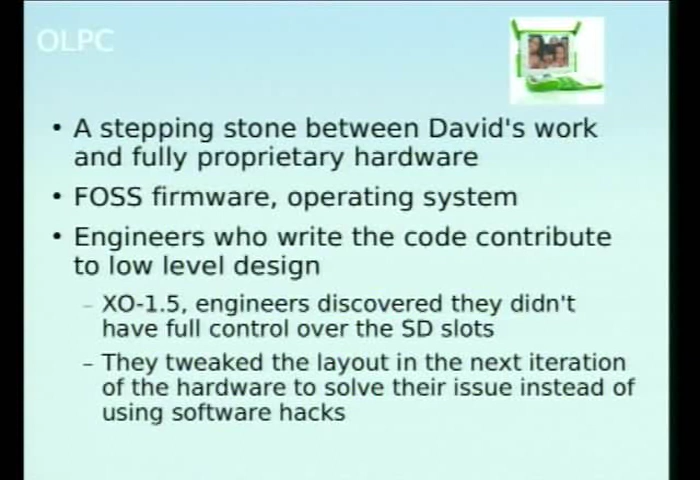 OLPC
• A stepping stone between David's work
and fully proprietary hardware
• FOSS firmware, operating system
• Engineers who write the code contribute
to low level design
– XO-1.5, engineers discovered they didn't
have full control over the SD slots
– They tweaked the layout in the next iteration
of the hardware to solve their issue instead of
using software hacks